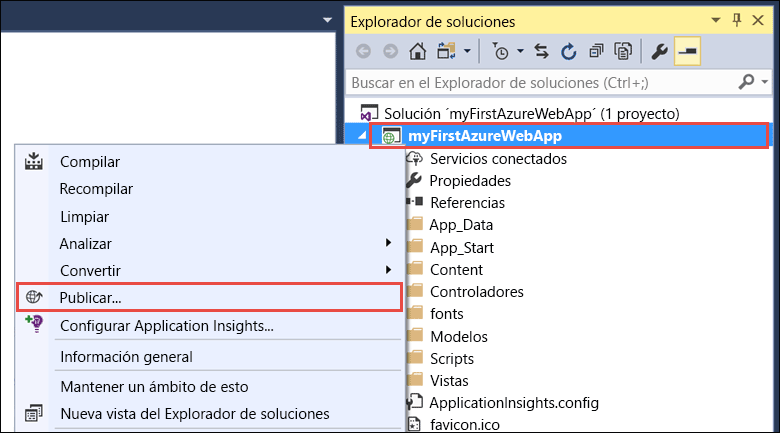 Explorador de soluciones
Buscar en el Explorador de soluciones (Ctrl+;)
Solución ´myFirstAzureWebApp´ (1 proyecto)
myFirstAzureWebApp
Servicios conectados
Propiedades
Referencias
App_Data
App_Start
Content
Controladores
fonts
Modelos
Scripts
Vistas
ApplicationInsights.config
favicon.ico
Compilar
Recompilar
Limpiar
Analizar
Convertir
Publicar...
Configurar Application Insights...
Información general
Mantener un ámbito de esto
Nueva vista del Explorador de soluciones